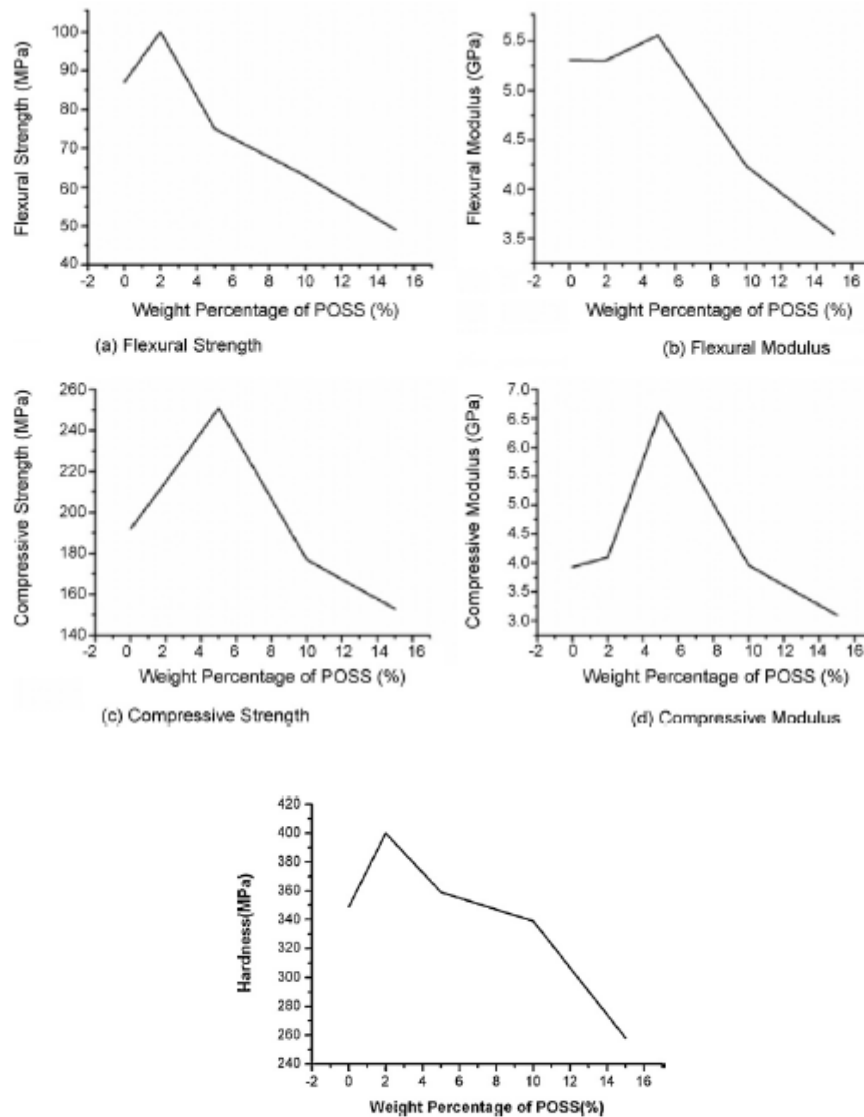 Flexural Strength (MPa)
100
90
80
70
60
50
40
-2 0 2 4 6 8 10 12 14 16
Weight Percentage of POSS (%)
(a) Flexural Strength
Flexural Modulus (GPa)
5.5
5.0
4.5
4.0
3.5
-2 0 2 4 6 8 10 12 14 16
Weight Percentage of POSS (%)
(b) Flexural Modulus
Compressive Strength (MPa)
260
240
220
200
180
160
140
-2 0 2 4 6 8 10 12 14 16
Weight Percentage of POSS (%)
(c) Compressive Strength
Compressive Modulus (GPa)
7.0
6.5
6.0
5.5
5.0
4.5
4.0
3.5
3.0
-2 0 2 4 6 8 10 12 14 16
Weight Percentage of POSS (%)
(d) Compressive Modulus
Hardness(MPa)
420
400
380
360
340
320
300
280
260
240
-2 0 2 4 6 8 10 12 14 16
Weight Percentage of POSS(%)